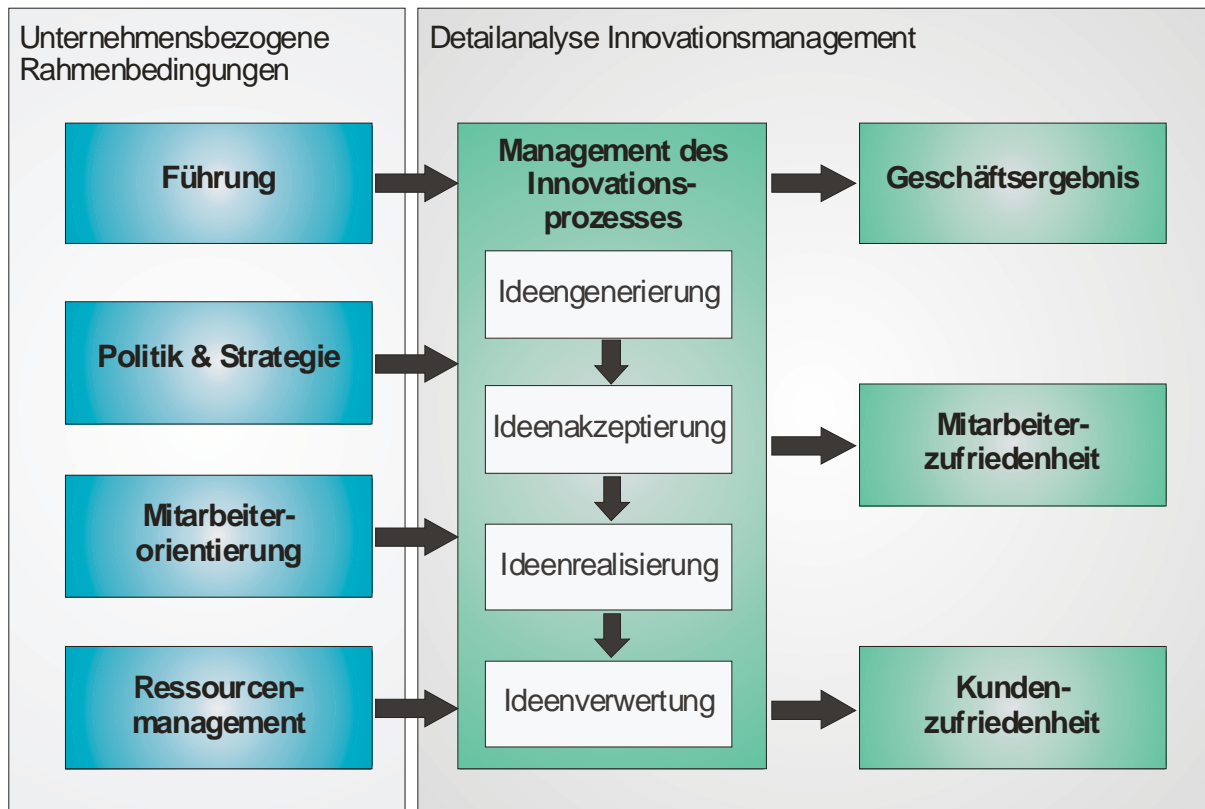 Unternehmensbezogene
Rahmenbedingungen
Führung
Politik & Strategie
Mitarbeiter-
orientierung
Ressourcen-
management
Detailanalyse Innovationsmanagement
Management des
Innovations-
prozesses
Ideengenerierung
Ideenakzeptierung
Ideenrealisierung
Ideenverwertung
Geschäftsergebnis
Mitarbeiter-
zufriedenheit
Kunden-
zufriedenheit